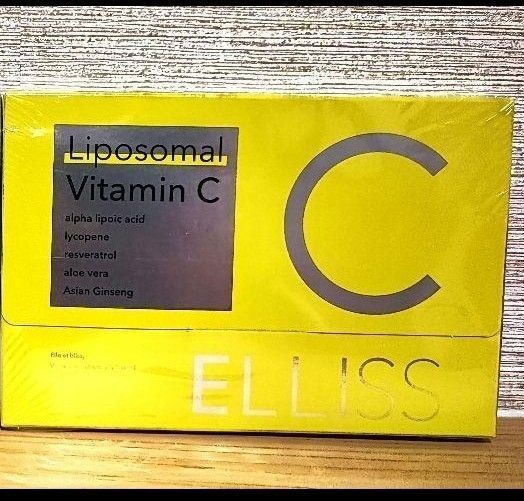 Liposomal
Vitamin C
alpha lipoic acid
lycopene
resveratrol
aloe vera
Asian Ginseng
C
ELLISS